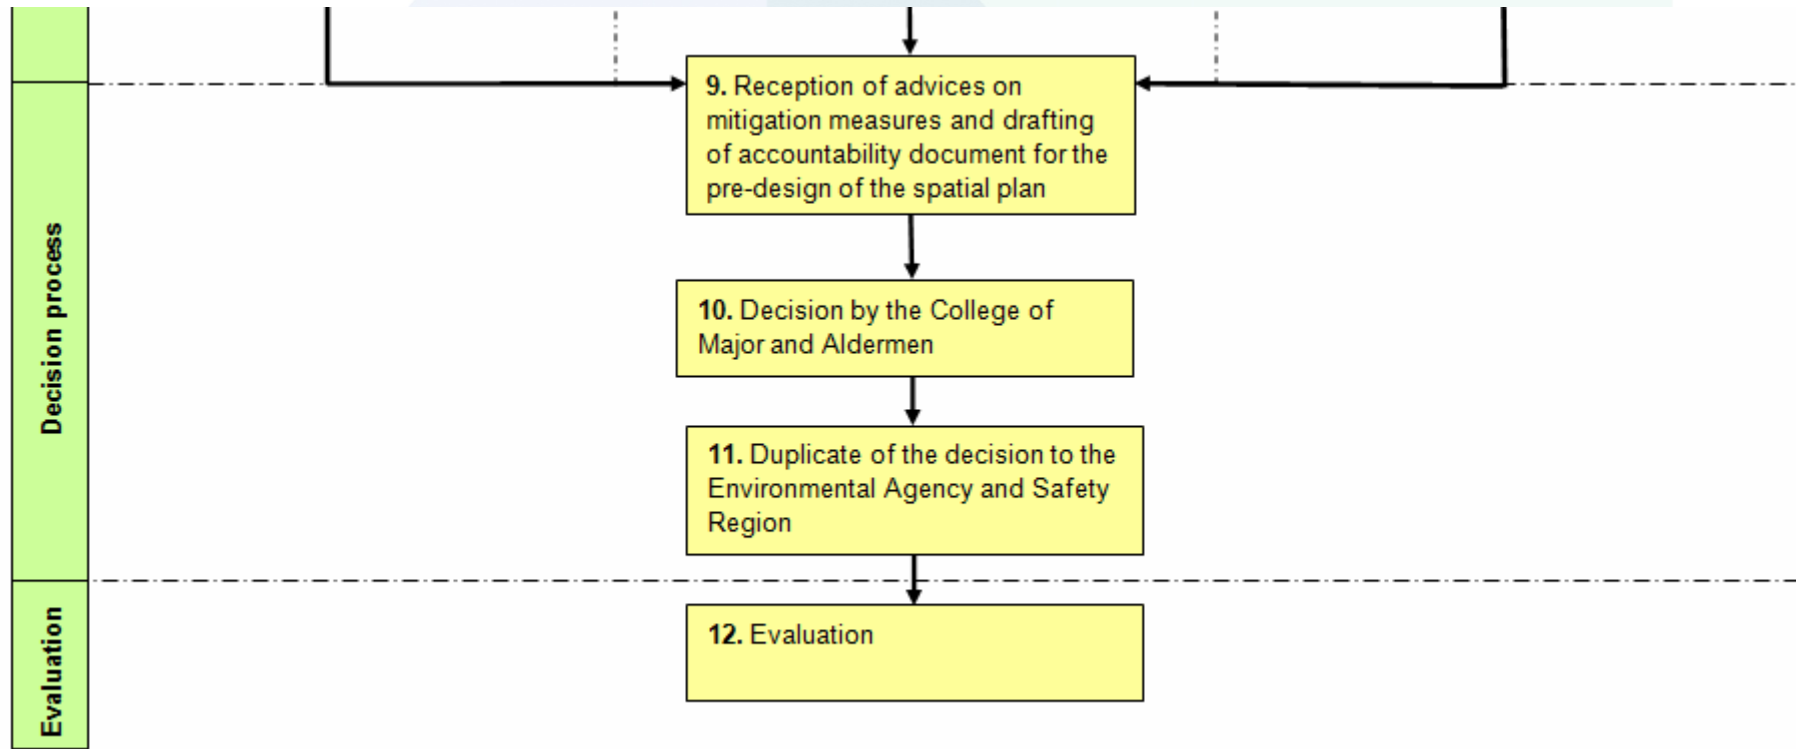 Decision process
9. Reception of advices on
mitigation measures and drafting
of accountability document for the
pre-design of the spatial plan
10. Decision by the College of
Major and Aldermen
11. Duplicate of the decision to the
Environmental Agency and Safety
Region
Evaluation
12. Evaluation